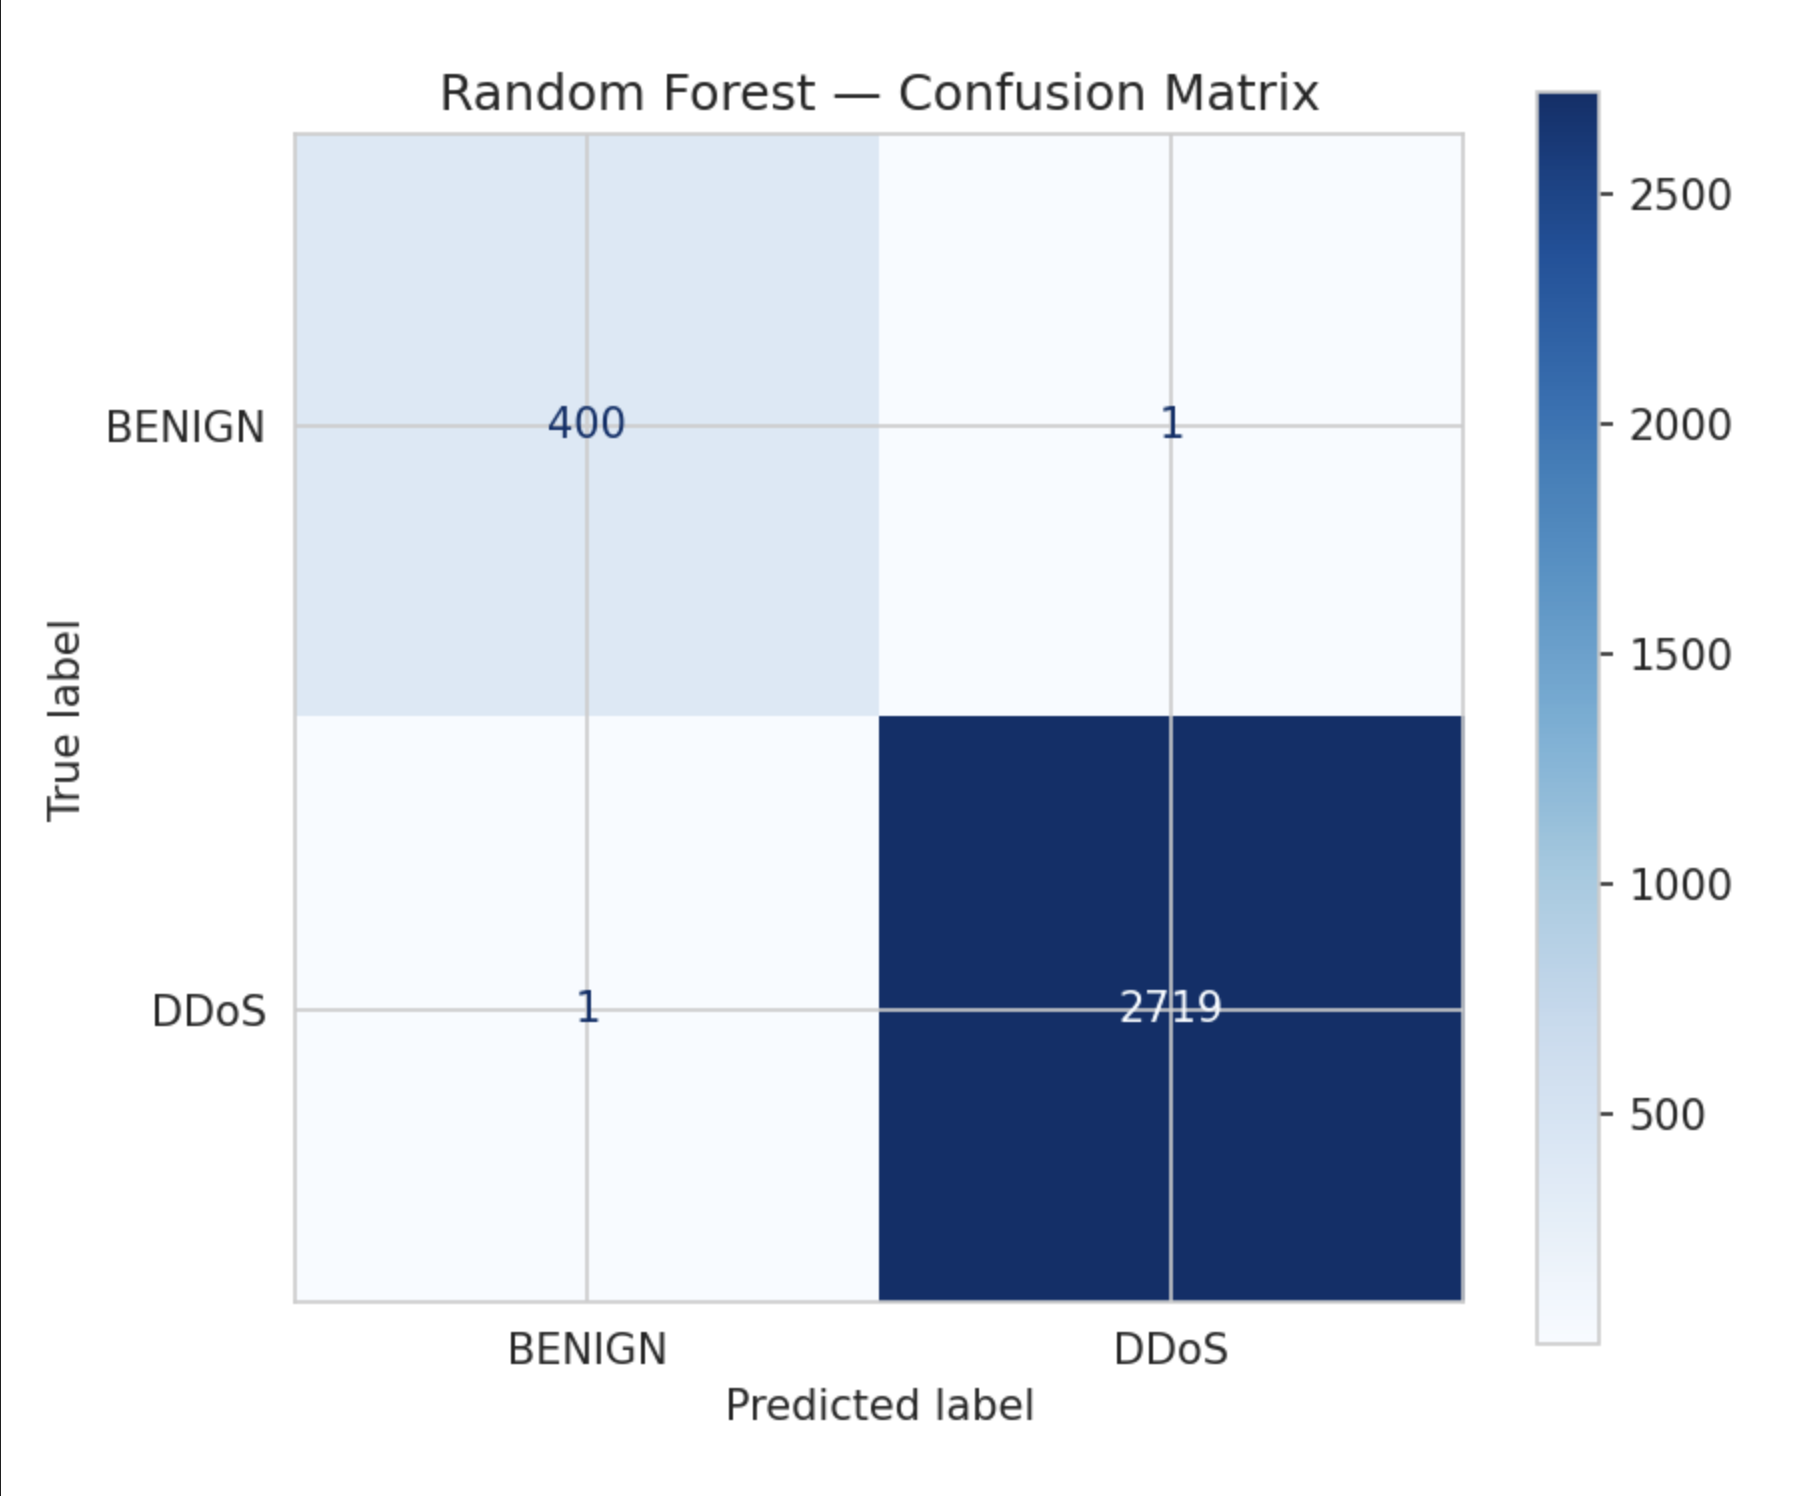 Random Forest — Confusion Matrix
BENIGN
400
1
DDoS
1
2719
BENIGN
DDoS
True label
Predicted label
2500
2000
1500
1000
500